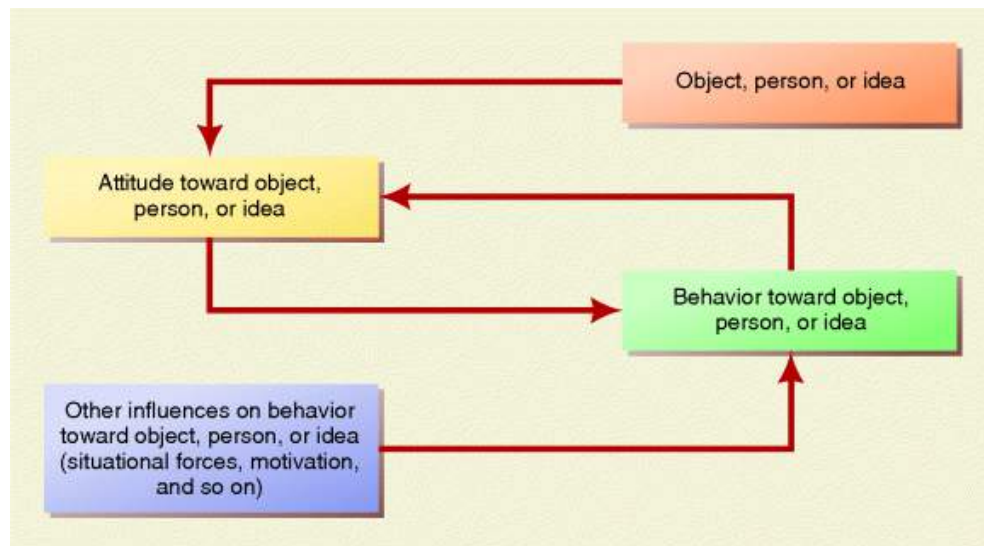 Object, person, or idea
Attitude toward object,
person, or idea
Behavior toward object,
person, or idea
Other influences on behavior
toward object, person, or idea
(situational forces, motivation,
and so on)